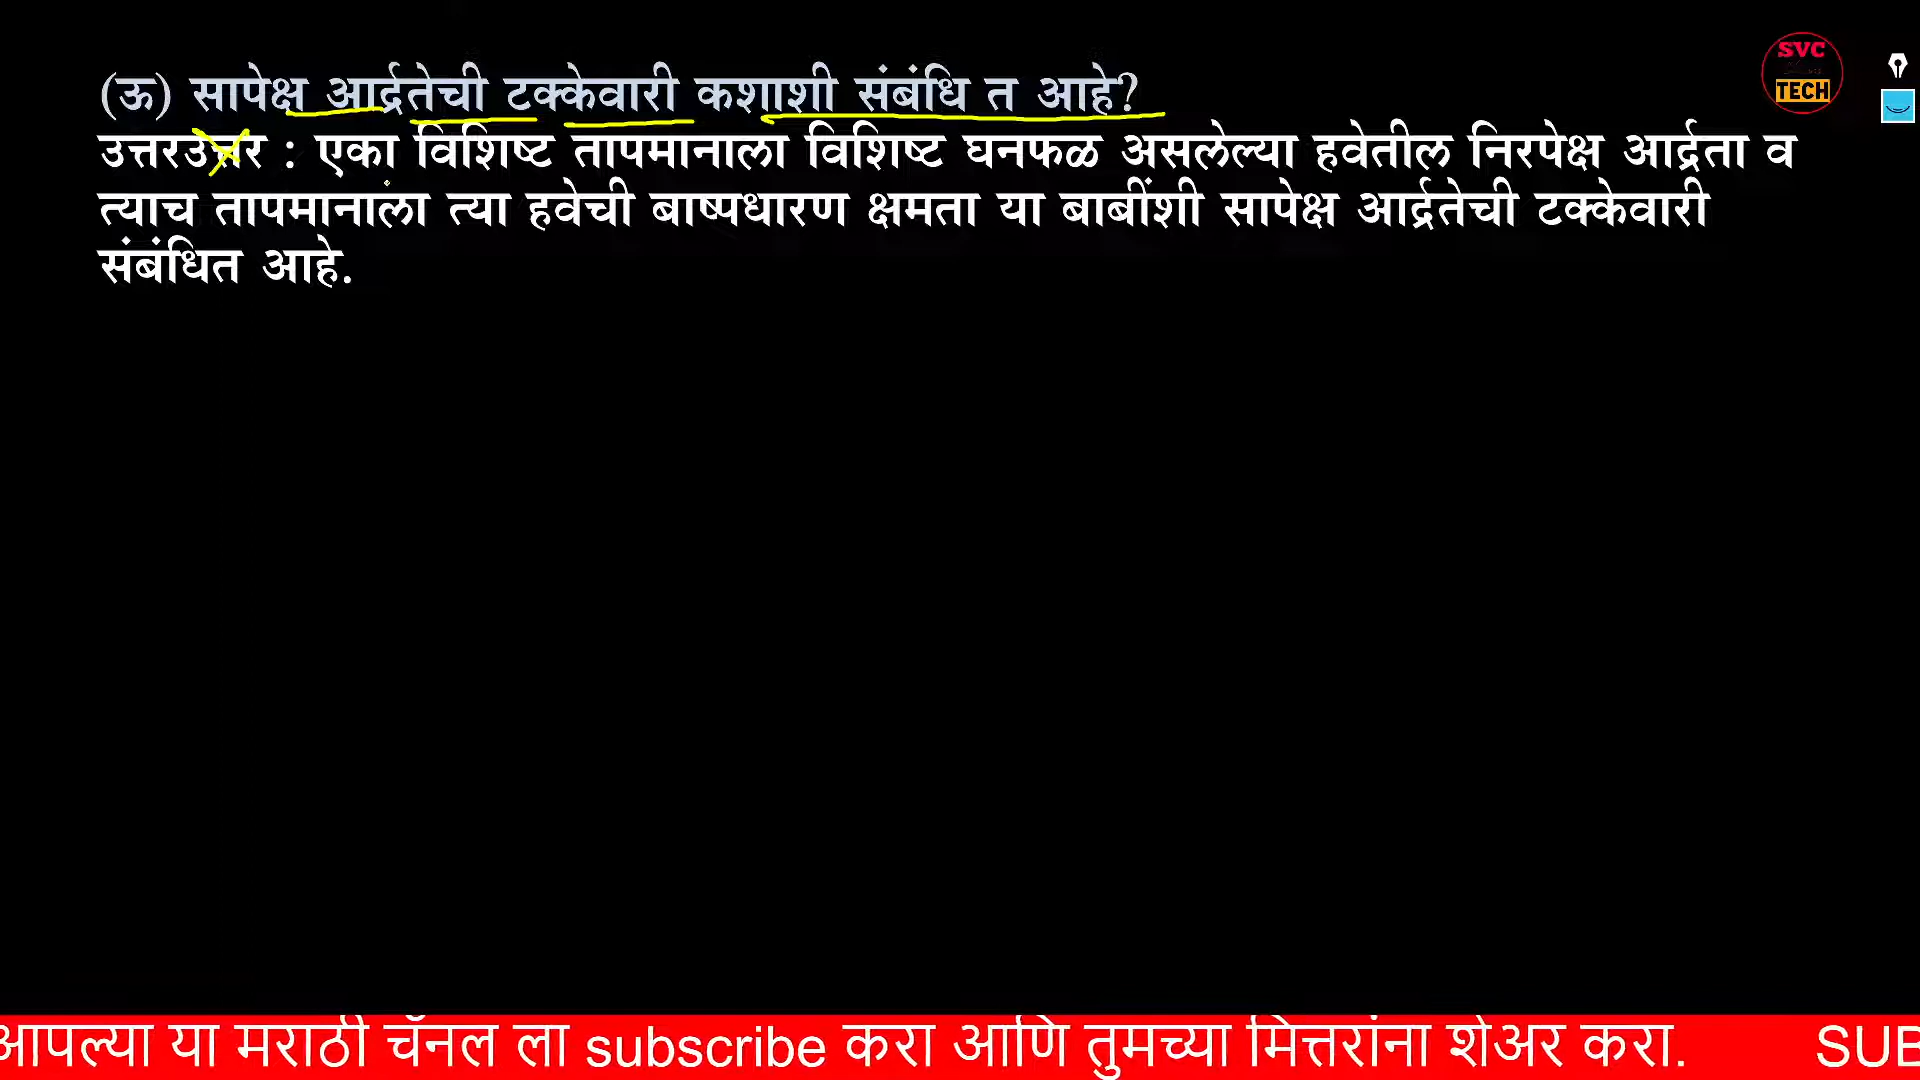 SVC
TECH
(ऊ) सापेक्ष आर्द्रतेची टक्केवारी कशाशी संबंधि त आहे?
उत्तरउत्तर : एका विशिष्ट तापमानाला विशिष्ट घनफळ असलेल्या हवेतील निरपेक्ष आर्द्रता व
त्याच तापमानाला त्या हवेची बाष्पधारण क्षमता या बाबींशी सापेक्ष आर्द्रतेची टक्केवारी
संबंधित आहे.
आपल्या या मराठी चॅनल ला subscribe करा आणि तुमच्या मित्तरांना शेअर करा. SUB